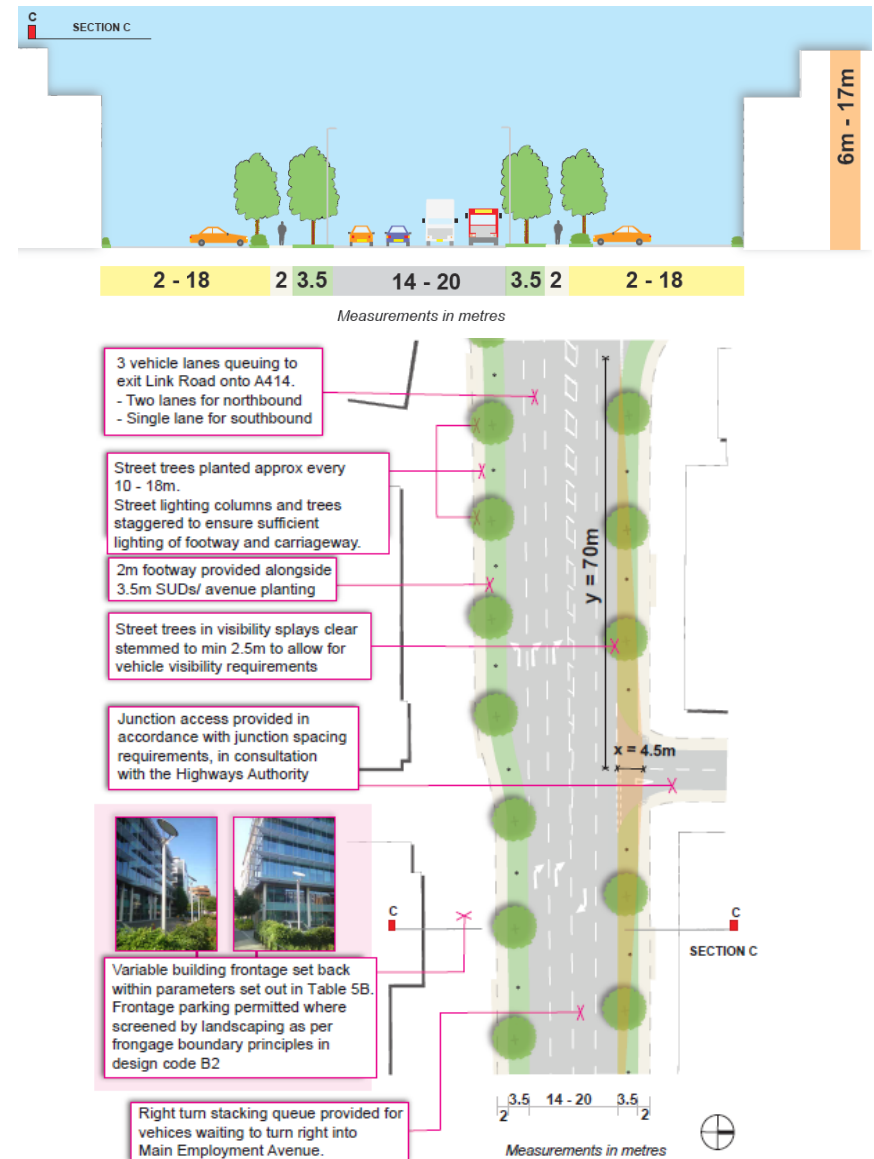 C
SECTION C
6m - 17m
2 - 18
2
3.5
14 - 20
3.5
2
2 - 18
Measurements in metres
3 vehicle lanes queuing to
exit Link Road onto A414.
- Two lanes for northbound
- Single lane for southbound
Street trees planted approx every
10 - 18m.
Street lighting columns and trees
staggered to ensure sufficient
lighting of footway and carriageway.
2m footway provided alongside
3.5m SUDs/ avenue planting
y = 70m
Street trees in visibility splays clear
stemmed to min 2.5m to allow for
vehicle visibility requirements
Junction access provided in
accordance with junction spacing
requirements, in consultation
with the Highways Authority
x = 4.5m
C
C
SECTION C
Variable building frontage set back
within parameters set out in Table 5B.
Frontage parking permitted where
screened by landscaping as per
frongage boundary principles in
design code B2
Right turn stacking queue provided for
vehices waiting to turn right into
Main Employment Avenue.
2
3.5
14 - 20
3.5
2
Measurements in metres